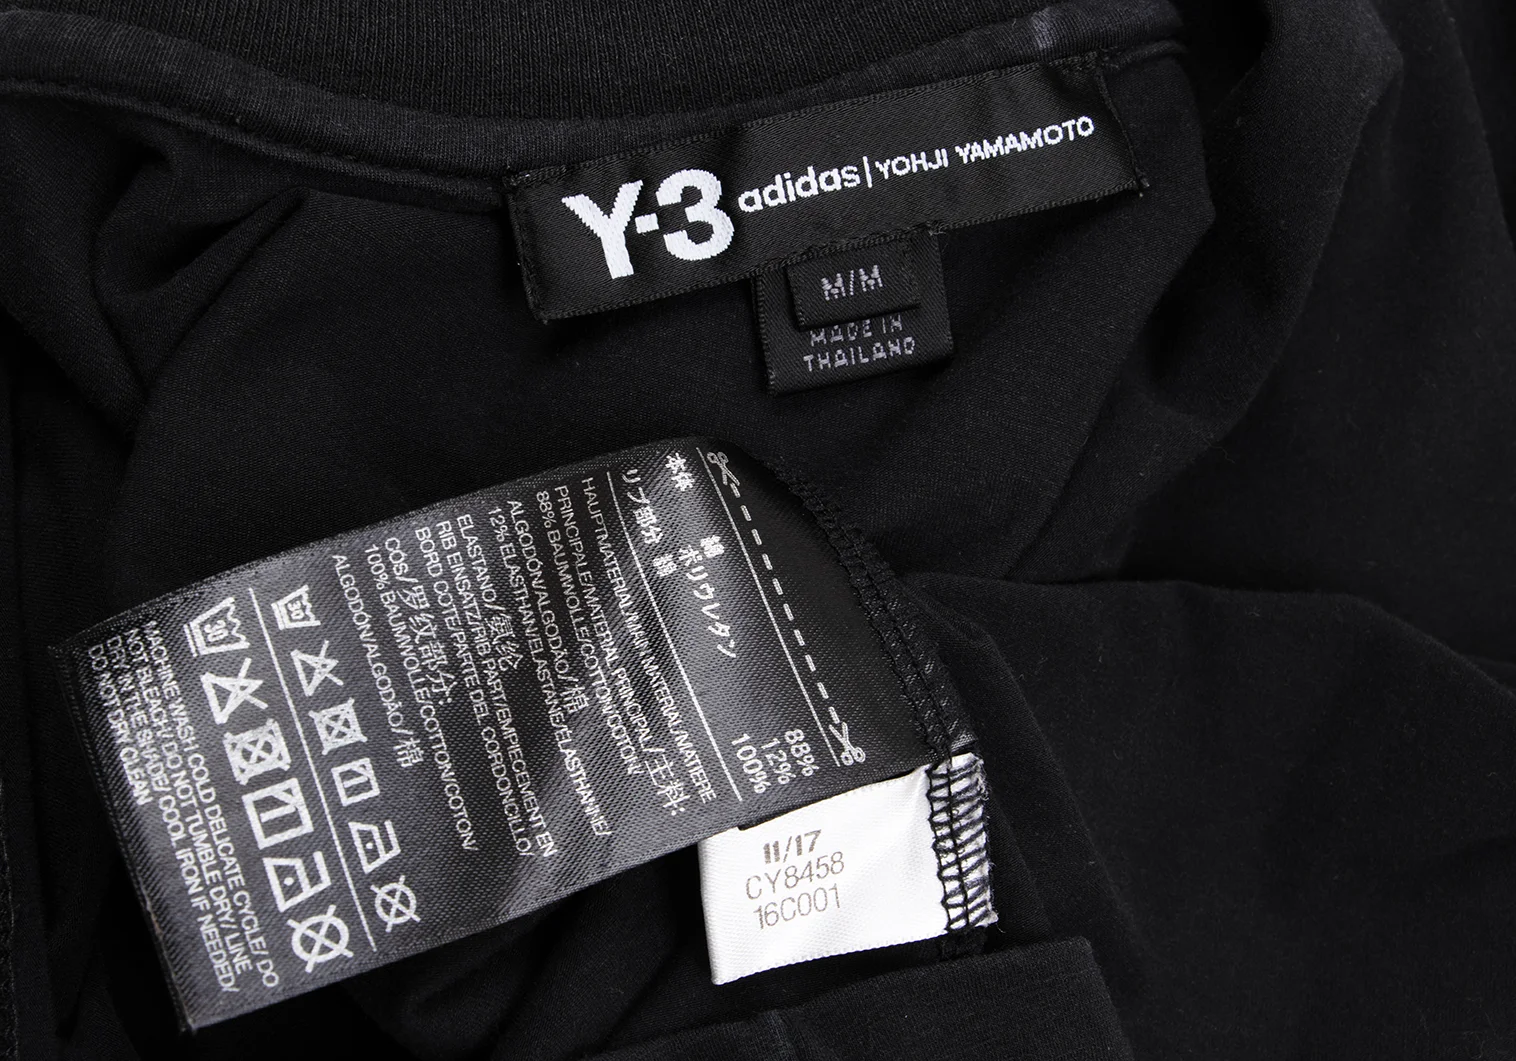 Y-3 adidas | YOHJI YAMAMOTO
M/M
MADE IN
THAILAND
本体 綿 88%
ポリウレタン 12%
リブ部分 綿 100%
HAUPTMATERIAL/MAIN MATERIAL/MATIERE
PRINCIPALE/MATERIAL PRINCIPAL/主料:
88% BAUMWOLLE/COTTON/COTON/
ALGODÓN/ALGODÃO/棉
12% ELASTHAN/ELASTANE/ELASTHANNE/
ELASTANO/氨纶
RIB EINSATZ/RIB PART/EMPIECEMENT EN
BORD COTE/PARTE DEL CORDONCILLO/
CÓS/罗纹部分:
100% BAUMWOLLE/COTTON/COTON/
ALGODÓN/ALGODÃO/棉
30
30
MACHINE WASH COLD DELICATE CYCLE/ DO
NOT BLEACH/ DO NOT TUMBLE DRY/ LINE
DRY IN THE SHADE/ COOL IRON IF NEEDED/
DO NOT DRY CLEAN
11/17
CY8458
16C001